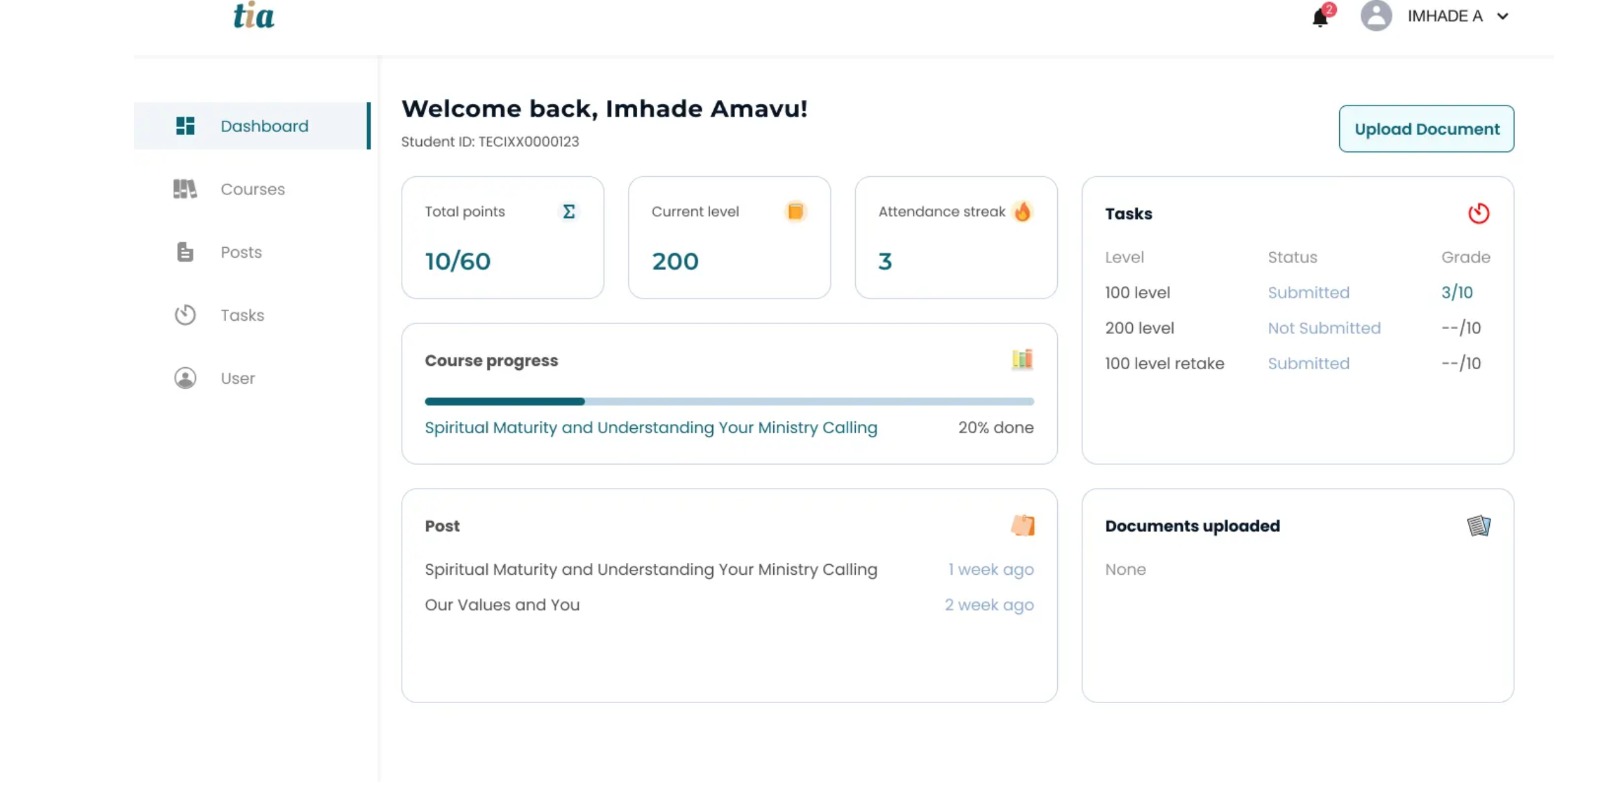 tia
2
IMHADE A
Dashboard
Courses
Posts
Tasks
User
Welcome back, Imhade Amavu!
Student ID: TECIXX0000123
Upload Document
Total points Σ
10/60
Current level
200
Attendance streak
3
Tasks
Level Status Grade
100 level Submitted 3/10
200 level Not Submitted --/10
100 level retake Submitted --/10
Course progress
Spiritual Maturity and Understanding Your Ministry Calling 20% done
Post
Spiritual Maturity and Understanding Your Ministry Calling 1 week ago
Our Values and You 2 week ago
Documents uploaded
None